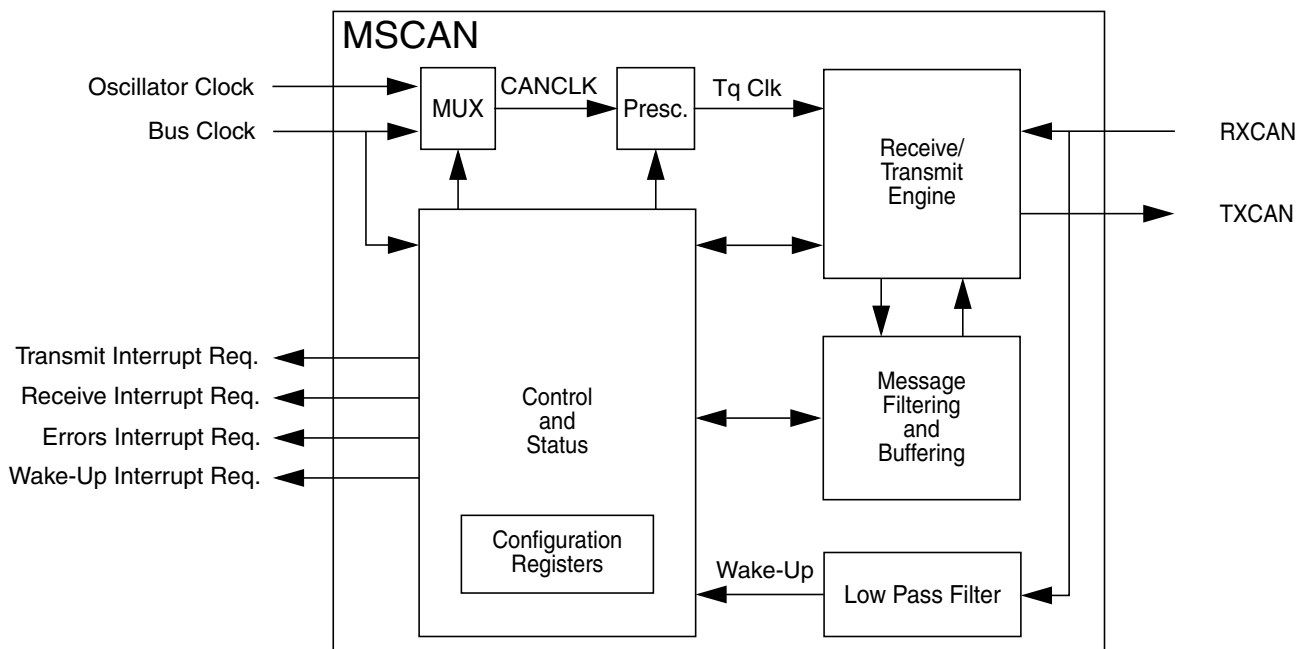 MSCAN
Oscillator Clock
Bus Clock
MUX
CANCLK
Presc.
Tq Clk
Receive/
Transmit
Engine
RXCAN
TXCAN
Transmit Interrupt Req.
Receive Interrupt Req.
Errors Interrupt Req.
Wake-Up Interrupt Req.
Control
and
Status
Message
Filtering
and
Buffering
Configuration
Registers
Wake-Up
Low Pass Filter